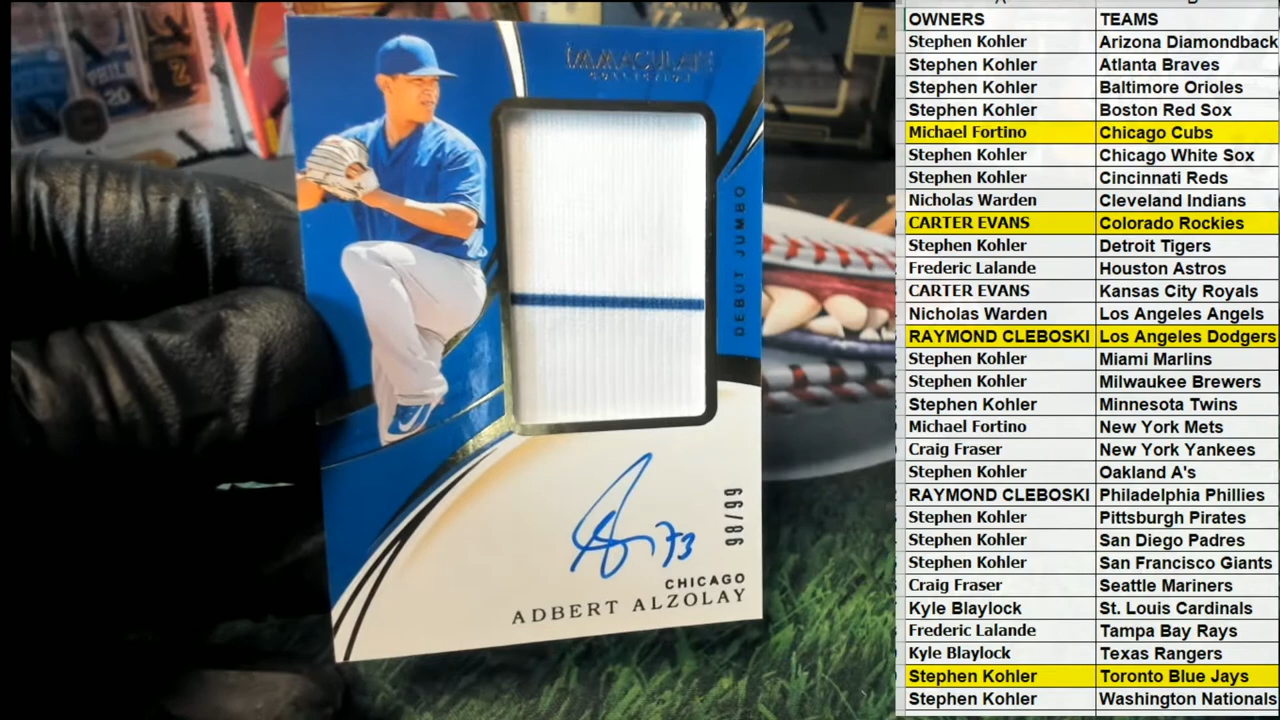 IMMACULATE
COLLECTION
DEBUT JUMBO
98/99
73
CHICAGO
ADBERT ALZOLAY
PHILA
20
OWNERS TEAMS
Stephen Kohler Arizona Diamondback
Stephen Kohler Atlanta Braves
Stephen Kohler Baltimore Orioles
Stephen Kohler Boston Red Sox
Michael Fortino Chicago Cubs
Stephen Kohler Chicago White Sox
Stephen Kohler Cincinnati Reds
Nicholas Warden Cleveland Indians
CARTER EVANS Colorado Rockies
Stephen Kohler Detroit Tigers
Frederic Lalande Houston Astros
CARTER EVANS Kansas City Royals
Nicholas Warden Los Angeles Angels
RAYMOND CLEBOSKI Los Angeles Dodgers
Stephen Kohler Miami Marlins
Stephen Kohler Milwaukee Brewers
Stephen Kohler Minnesota Twins
Michael Fortino New York Mets
Craig Fraser New York Yankees
Stephen Kohler Oakland A's
RAYMOND CLEBOSKI Philadelphia Phillies
Stephen Kohler Pittsburgh Pirates
Stephen Kohler San Diego Padres
Stephen Kohler San Francisco Giants
Craig Fraser Seattle Mariners
Kyle Blaylock St. Louis Cardinals
Frederic Lalande Tampa Bay Rays
Kyle Blaylock Texas Rangers
Stephen Kohler Toronto Blue Jays
Stephen Kohler Washington Nationals